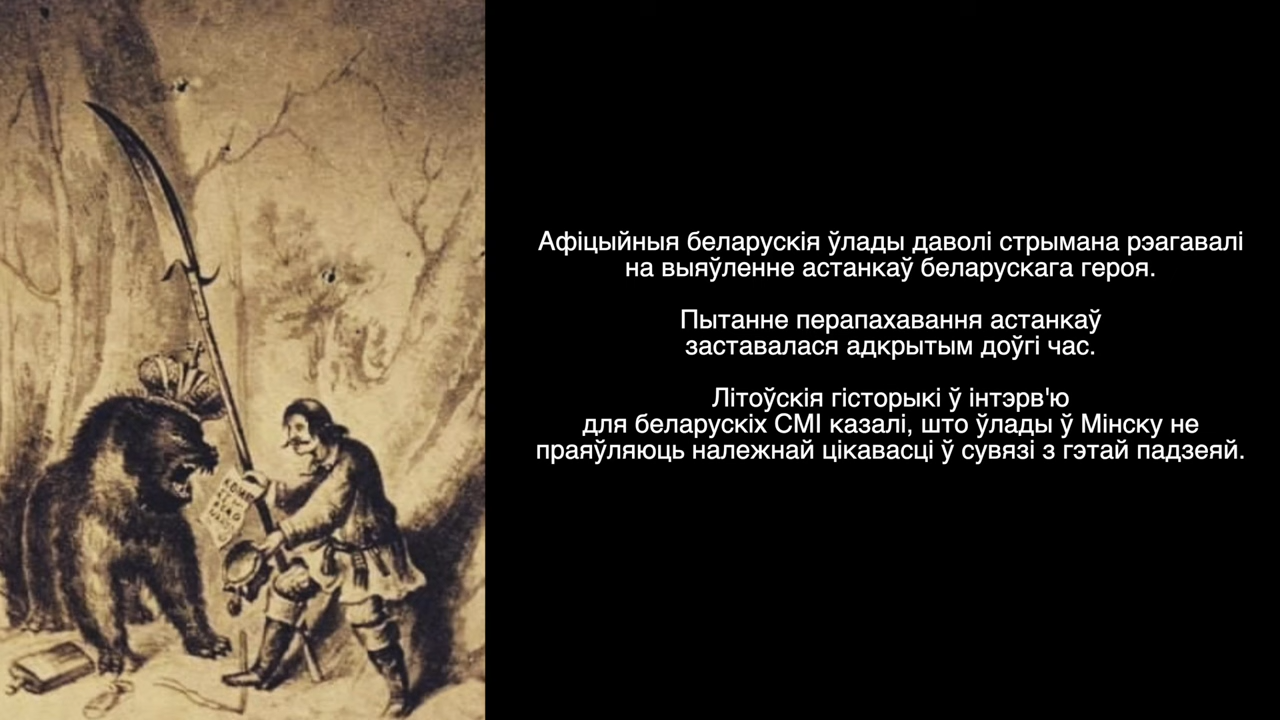 Афіцыйныя беларускія ўлады даволі стрымана рэагавалі
на выяўленне астанкаў беларускага героя.
Пытанне перапахавання астанкаў
заставалася адкрытым доўгі час.
Літоўскія гісторыкі ў інтэрв'ю
для беларускіх СМІ казалі, што ўлады ў Мінску не
праяўляюць належнай цікавасці ў сувязі з гэтай падзеяй.